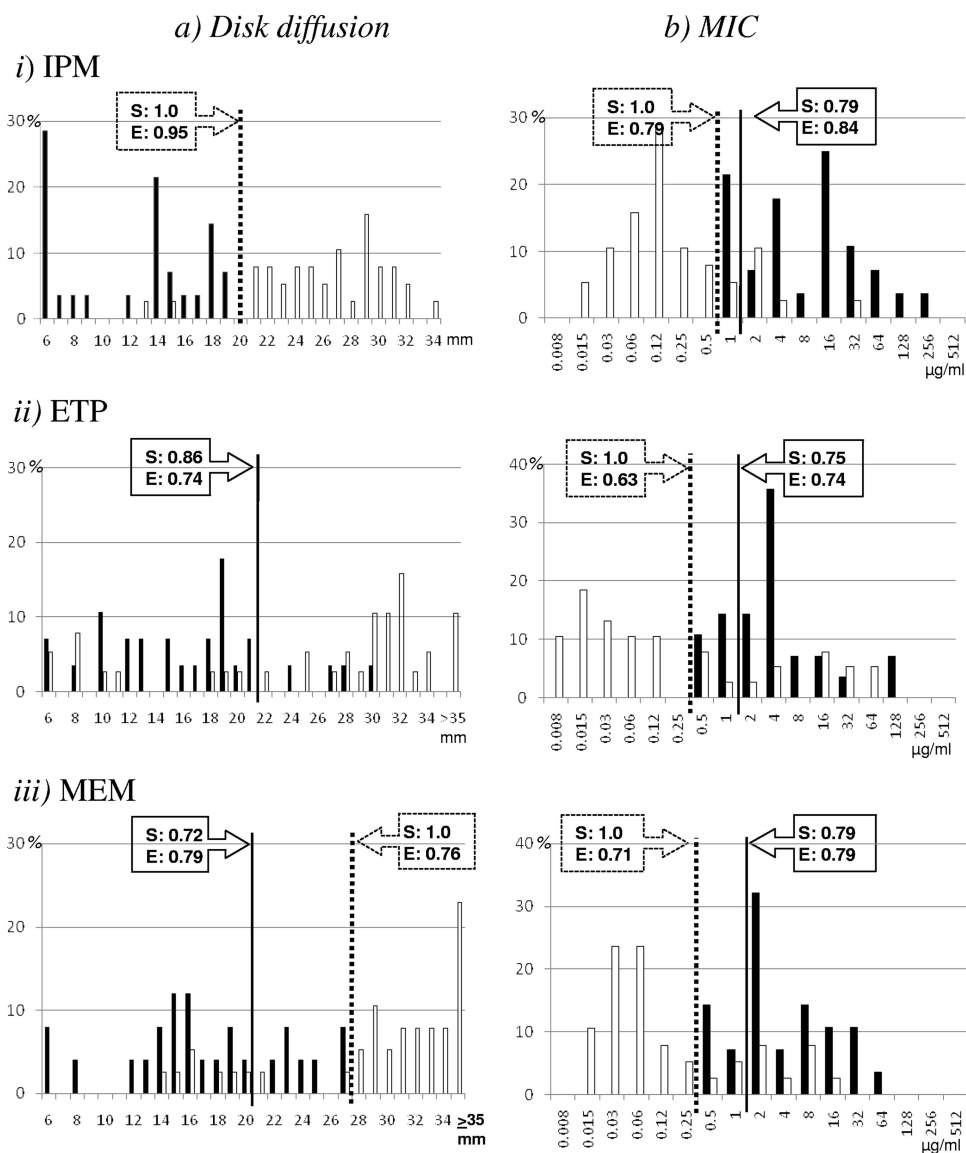 a) Disk diffusion
b) MIC
i) IPM
S: 1.0
E: 0.95
30%
20
10
0
6 8 10 12 14 16 18 20 22 24 26 28 30 32 34 mm
S: 1.0
E: 0.79
S: 0.79
E: 0.84
30%
20
10
0
0.008 0.015 0.03 0.06 0.12 0.25 0.5 1 2 4 8 16 32 64 128 256 512
µg/ml
ii) ETP
S: 0.86
E: 0.74
30%
20
10
0
6 8 10 12 14 16 18 20 22 24 26 28 30 32 34 >35
mm
S: 1.0
E: 0.63
S: 0.75
E: 0.74
40%
30
20
10
0
0.008 0.015 0.03 0.06 0.12 0.25 0.5 1 2 4 8 16 32 64 128 256 512
µg/ml
iii) MEM
S: 0.72
E: 0.79
S: 1.0
E: 0.76
30%
20
10
0
6 8 10 12 14 16 18 20 22 24 26 28 30 32 34 ≥35
mm
S: 1.0
E: 0.71
S: 0.79
E: 0.79
40%
30
20
10
0
0.008 0.015 0.03 0.06 0.12 0.25 0.5 1 2 4 8 16 32 64 128 256 512
µg/ml